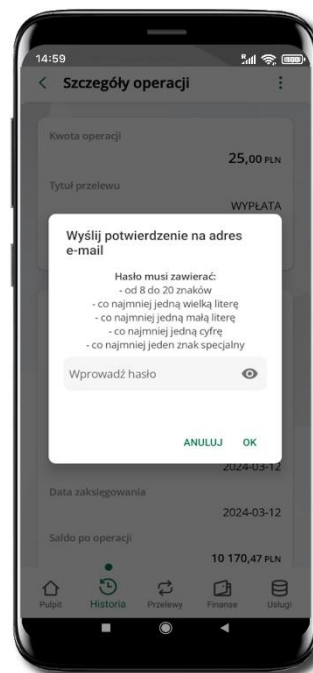 14:59
Szczegóły operacji
Kwota operacji
25,00 PLN
Tytuł przelewu
WYPŁATA
Wyślij potwierdzenie na adres
e-mail
Hasło musi zawierać:
- od 8 do 20 znaków
- co najmniej jedną wielką literę
- co najmniej jedną małą literę
- co najmniej jedną cyfrę
- co najmniej jeden znak specjalny
Wprowadź hasło
ANULUJ OK
2024-03-12
Data zaksięgowania
2024-03-12
Saldo po operacji
10 170,47 PLN
Pulpit Historia Przelewy Finanse Usługi